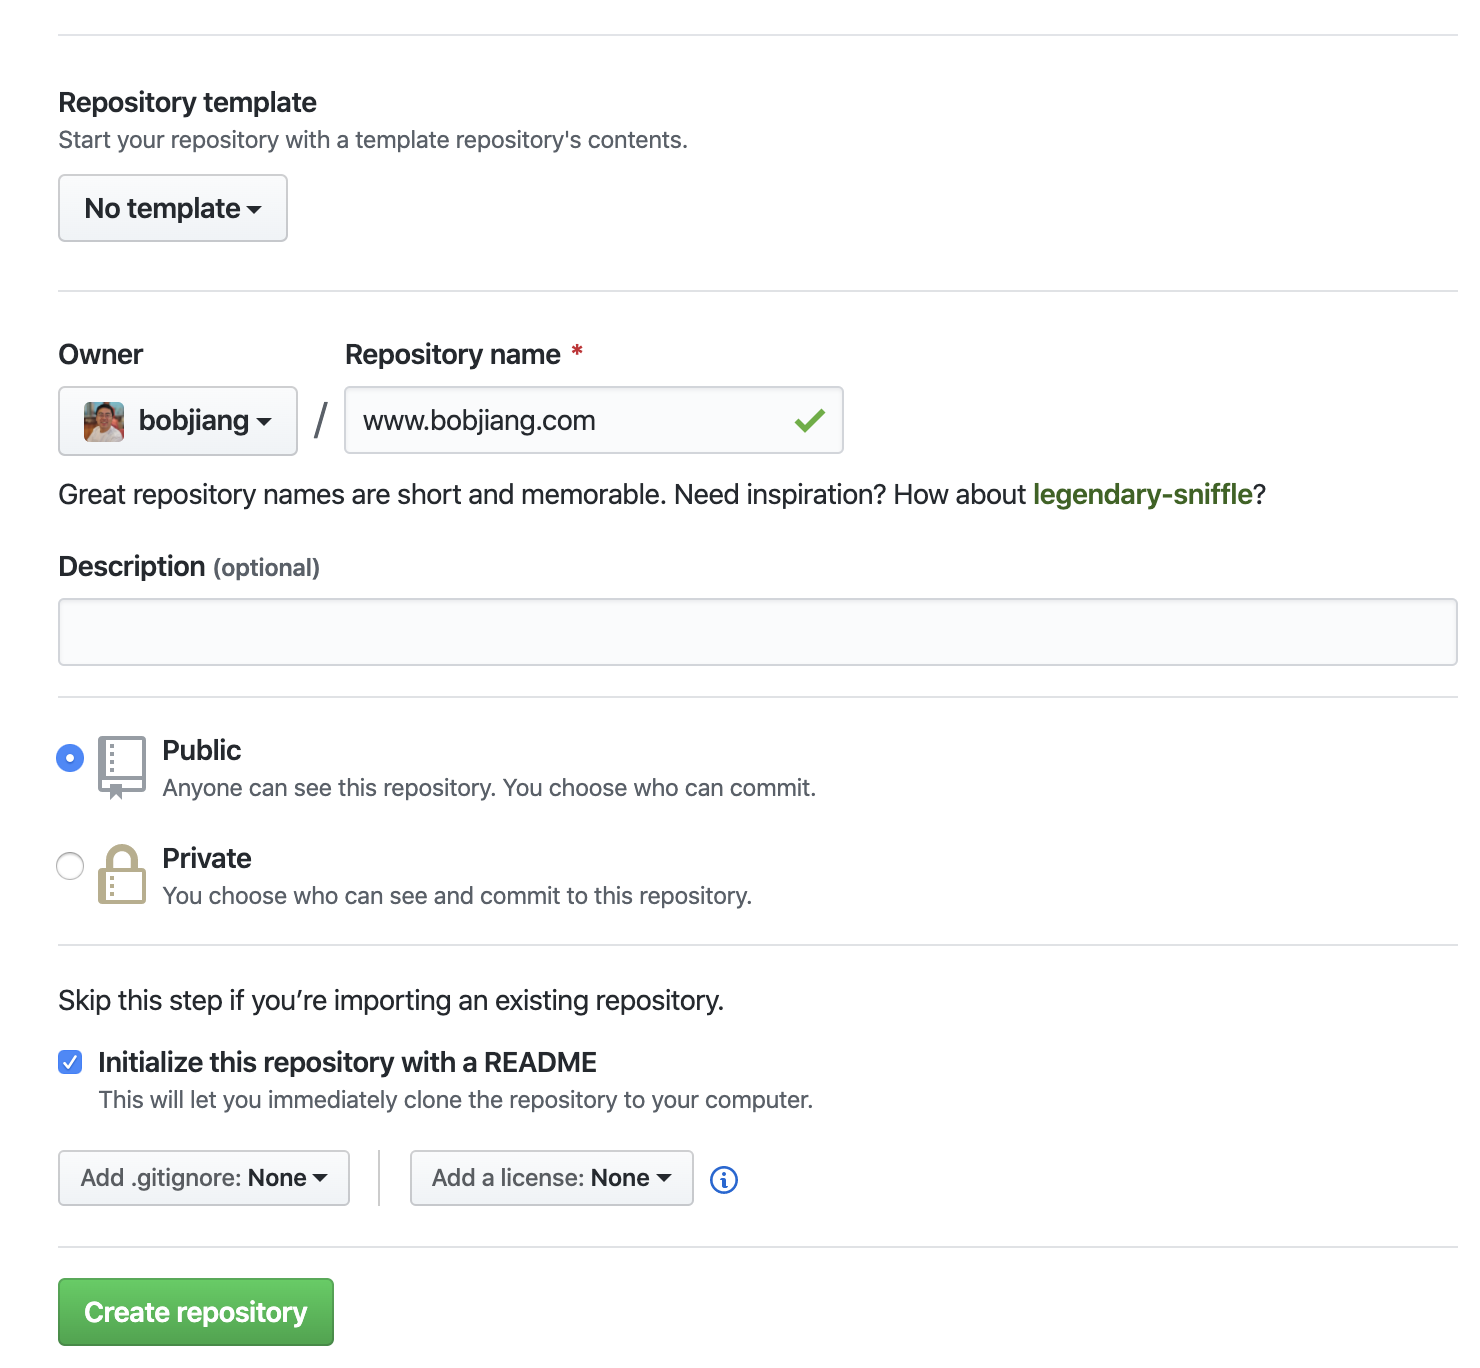 Repository template
Start your repository with a template repository's contents.
No template
Owner
Repository name *
bobjiang / www.bobjiang.com
Great repository names are short and memorable. Need inspiration? How about legendary-sniffle?
Description (optional)
Public
Anyone can see this repository. You choose who can commit.
Private
You choose who can see and commit to this repository.
Skip this step if you’re importing an existing repository.
Initialize this repository with a README
This will let you immediately clone the repository to your computer.
Add .gitignore: None
Add a license: None
Create repository